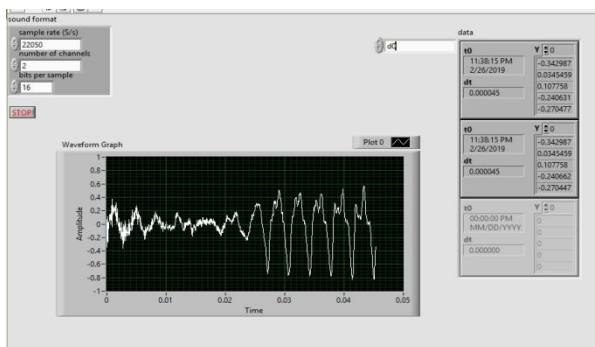 sound format
sample rate (S/s)
22050
number of channels
2
bits per sample
16
STOP
d0
data
t0
11:38:15 PM
2/26/2019
dt
0.000045
Y 0
-0.342987
0.0345459
0.107758
-0.240631
-0.270477
t0
11:38:15 PM
2/26/2019
dt
0.000045
Y 0
-0.342987
0.0345459
0.107758
-0.240662
-0.270447
t0
00:00:00 PM
MM/DD/YYYY
dt
0.000000
Y 0
0
0
0
0
0
Waveform Graph
Plot 0
Amplitude
1
0.8
0.6
0.4
0.2
0
-0.2
-0.4
-0.6
-0.8
-1
0 0.01 0.02 0.03 0.04 0.05
Time